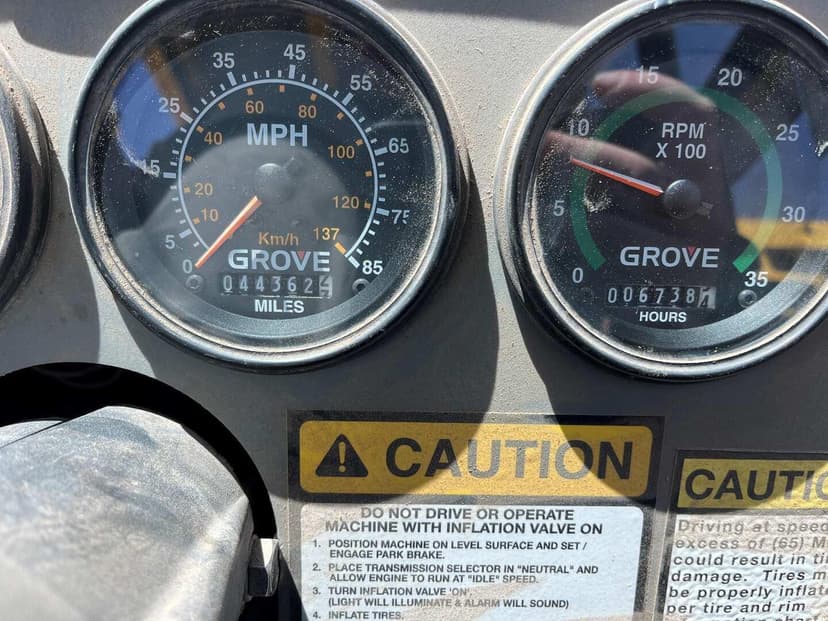 5
15
25
35
45
55
65
75
85
10
20
40
60
80
100
120
137
MPH
Km/h
GROVE
44362
MILES
0
5
10
15
20
25
30
35
RPM
X 100
GROVE
006738
HOURS
CAUTION
DO NOT DRIVE OR OPERATE
MACHINE WITH INFLATION VALVE ON
1. POSITION MACHINE ON LEVEL SURFACE AND SET /
ENGAGE PARK BRAKE.
2. PLACE TRANSMISSION SELECTOR IN "NEUTRAL" AND
ALLOW ENGINE TO RUN AT "IDLE" SPEED.
3. TURN INFLATION VALVE 'ON'.
(LIGHT WILL ILLUMINATE & ALARM WILL SOUND)
4. INFLATE TIRES.
CAUTIO
Driving at speed
excess of (65) M
could result in ti
damage. Tires m
be properly inflat
per tire and rim